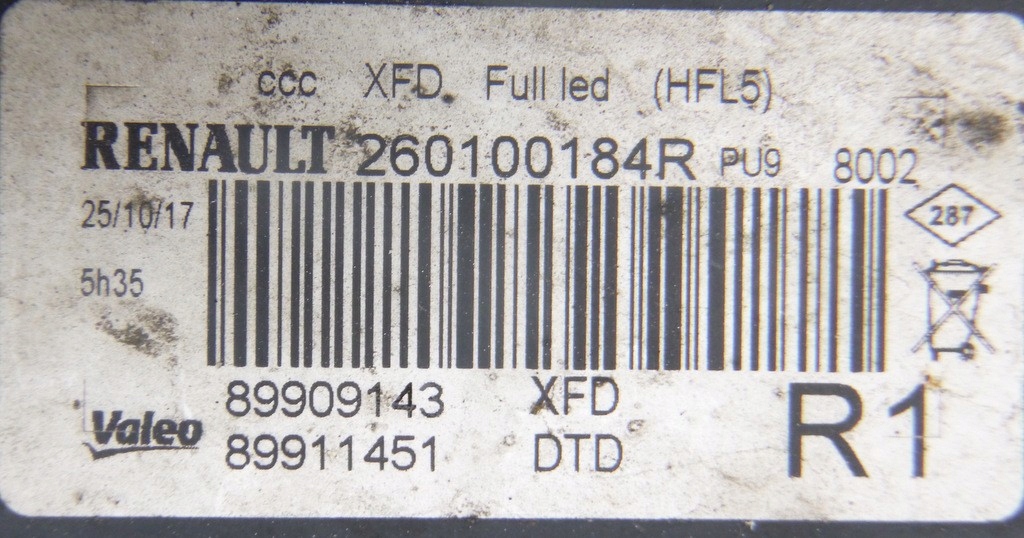 ccc XFD Full led (HFL5)
RENAULT 260100184R PU9 8002
25/10/17
287
5h35
89909143 XFD
Valeo
89911451 DTD
R1